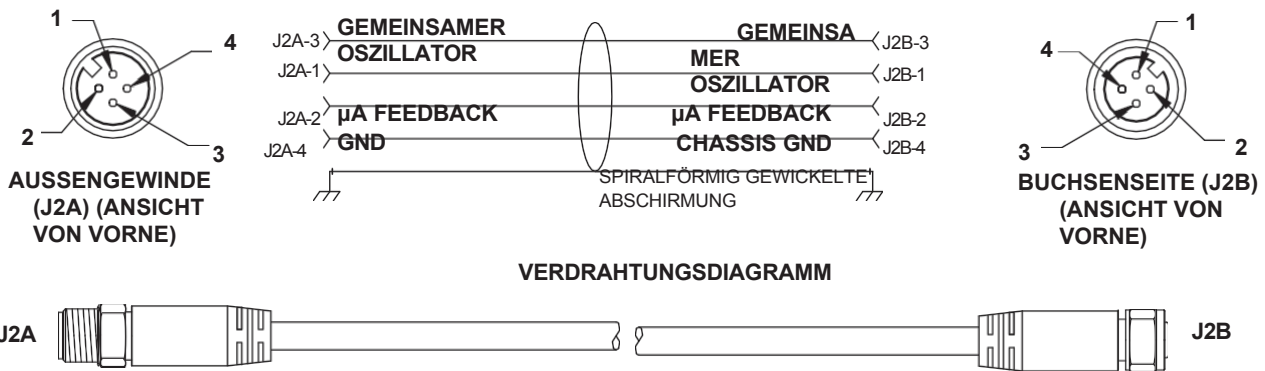 1
4
2
3
AUSSENGEWINDE
(J2A) (ANSICHT
VON VORNE)
J2A-3
GEMEINSAMER
OSZILLATOR
J2A-1
J2A-2
µA FEEDBACK
J2A-4
GND
GEMEINSA
J2B-3
MER
J2B-1
OSZILLATOR
µA FEEDBACK
J2B-2
CHASSIS GND
J2B-4
SPIRALFÖRMIG GEWICKELTE
ABSCHIRMUNG
1
4
3
2
BUCHSENSEITE (J2B)
(ANSICHT VON
VORNE)
VERDRAHTUNGSDIAGRAMM
J2A
J2B